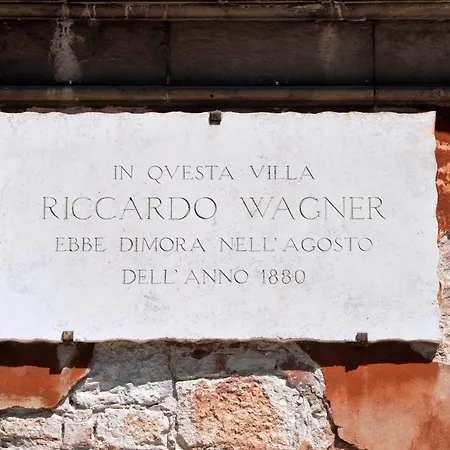 IN QVESTA VILLA
RICCARDO WAGNER
EBBE DIMORA NELL'AGOSTO
DELL'ANNO 1880